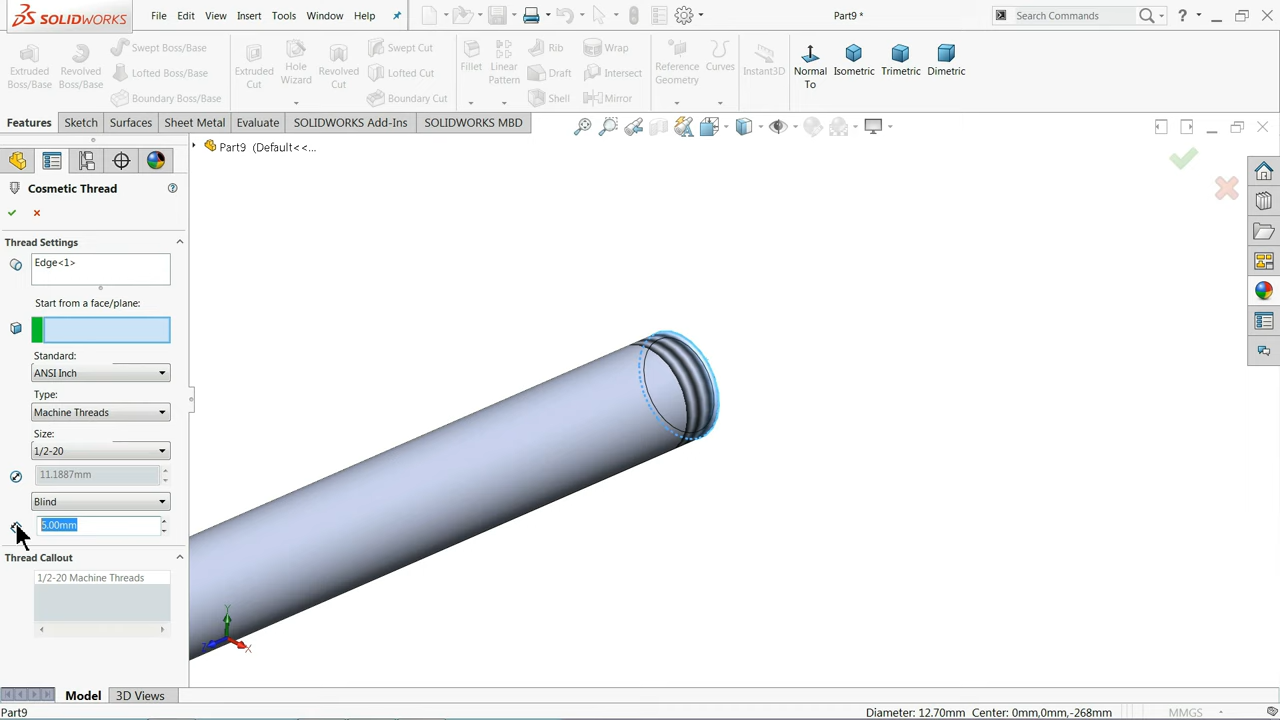 SOLIDWORKS
File Edit View Insert Tools Window Help
Part9 *
Search Commands
Extruded Boss/Base
Revolved Boss/Base
Swept Boss/Base
Lofted Boss/Base
Boundary Boss/Base
Extruded Cut
Hole Wizard
Revolved Cut
Swept Cut
Lofted Cut
Boundary Cut
Fillet
Linear Pattern
Rib
Draft
Shell
Wrap
Intersect
Mirror
Reference Geometry
Curves
Instant3D
Normal To
Isometric
Trimetric
Dimetric
Features Sketch Surfaces Sheet Metal Evaluate SOLIDWORKS Add-Ins SOLIDWORKS MBD
Part9 (Default<<...
Cosmetic Thread
Thread Settings
Edge<1>
Start from a face/plane:
Standard:
ANSI Inch
Type:
Machine Threads
Size:
1/2-20
11.1887mm
Blind
5.00mm
Thread Callout
1/2-20 Machine Threads
Y
Z
X
Model 3D Views
Part9
Diameter: 12.70mm Center: 0mm,0mm,-268mm
MMGS